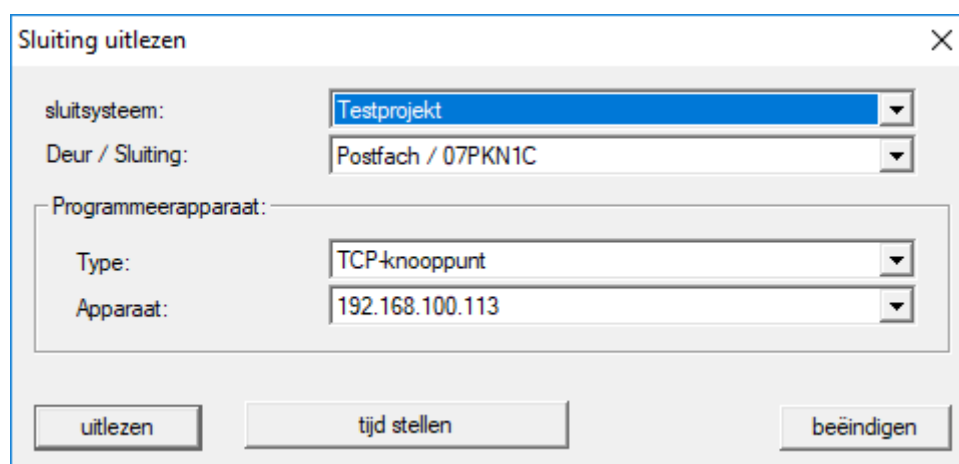 Sluiting uitlezen
sluitsysteem: Testprojekt
Deur / Sluiting: Postfach / 07PKN1C
Programmeerapparaat:
Type: TCP-knooppunt
Apparaat: 192.168.100.113
uitlezen tijd stellen beëindigen